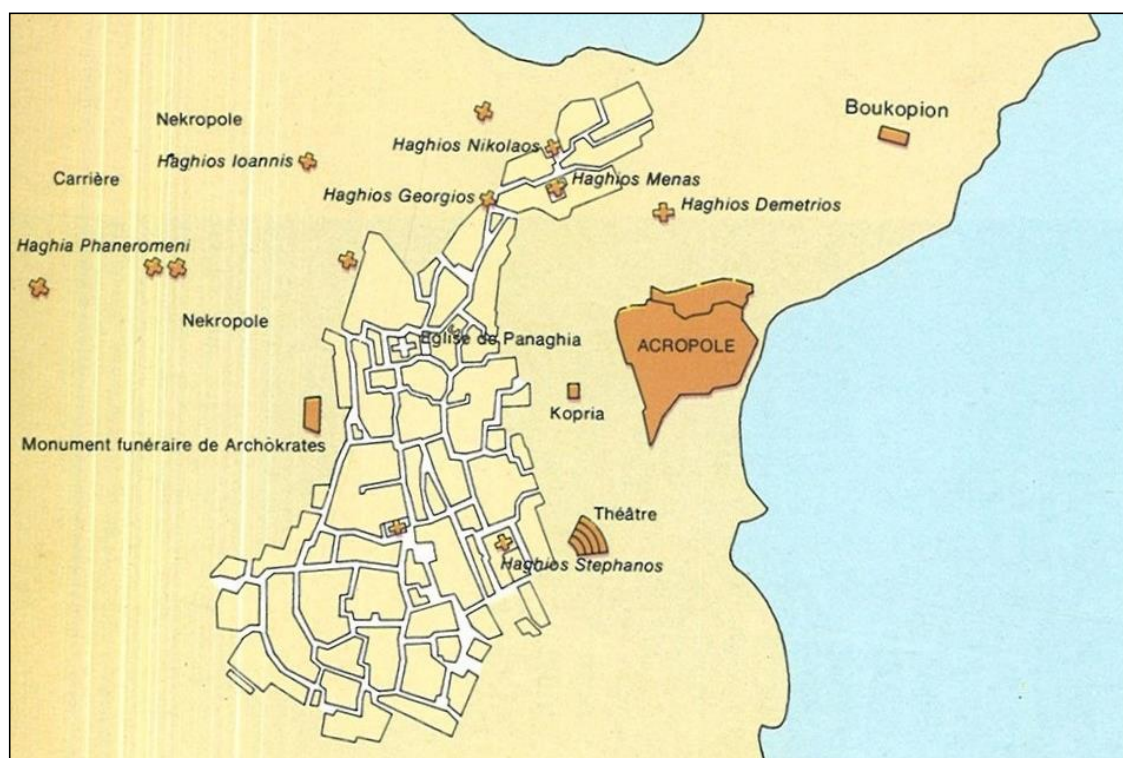 Nekropole
Boukopion
Haghios Nikolaos
Haghios Ioannis
Carrière
Haghios Menas
Haghios Georgios
Haghios Demetrios
Haghia Phaneromeni
Nekropole
Eglise de Panaghia
ACROPOLE
Kopria
Monument funéraire de Archokrates
Théâtre
Haghios Stephanos